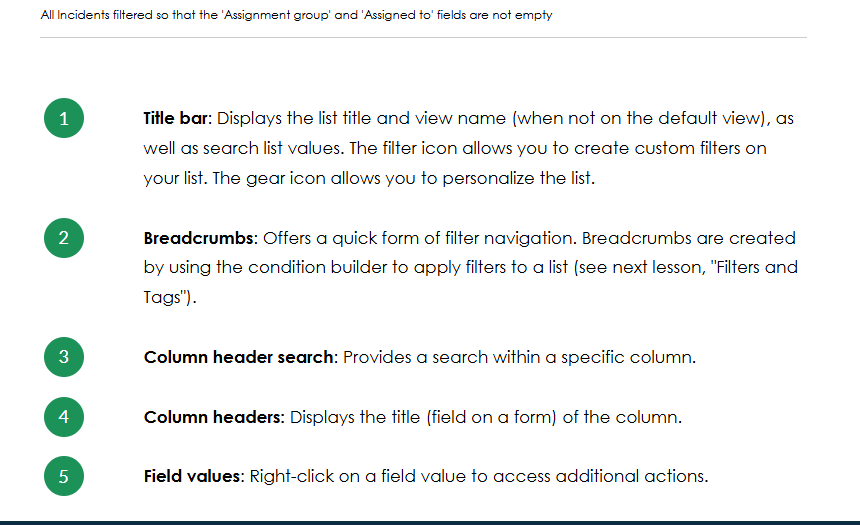 All Incidents filtered so that the 'Assignment group' and 'Assigned to' fields are not empty
1
Title bar: Displays the list title and view name (when not on the default view), as
well as search list values. The filter icon allows you to create custom filters on
your list. The gear icon allows you to personalize the list.
2
Breadcrumbs: Offers a quick form of filter navigation. Breadcrumbs are created
by using the condition builder to apply filters to a list (see next lesson, "Filters and
Tags").
3
Column header search: Provides a search within a specific column.
4
Column headers: Displays the title (field on a form) of the column.
5
Field values: Right-click on a field value to access additional actions.